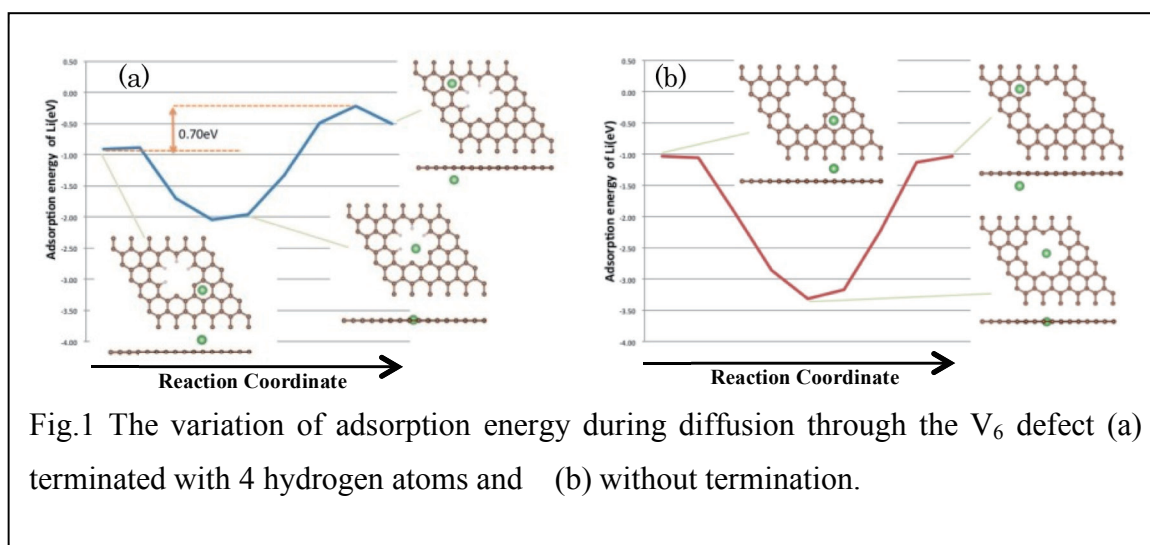 (a)
Adsorption energy of Li(eV)
0.50
0.00
-0.50
-1.00
-1.50
-2.00
-2.50
-3.00
-3.50
-4.00
0.70eV
Reaction Coordinate
(b)
Adsorption energy of Li(eV)
0.50
0.00
-0.50
-1.00
-1.50
-2.00
-2.50
-3.00
-3.50
-4.00
Reaction Coordinate
Fig.1 The variation of adsorption energy during diffusion through the V₆ defect (a)
terminated with 4 hydrogen atoms and (b) without termination.